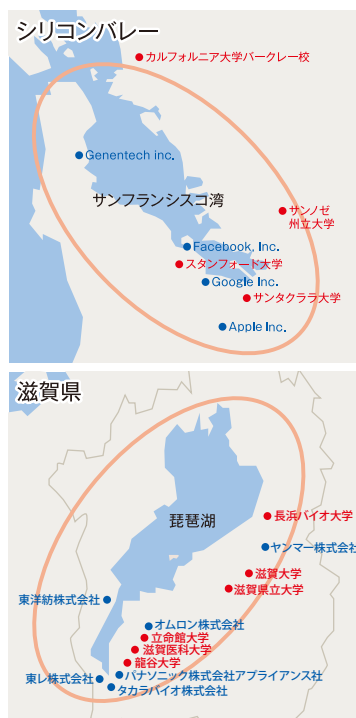 シリコンバレー
カルフォルニア大学バークレー校
Genentech inc.
サンフランシスコ湾
サンノゼ
州立大学
Facebook, Inc.
スタンフォード大学
Google Inc.
サンタクララ大学
Apple Inc.
滋賀県
琵琶湖
長浜バイオ大学
ヤンマー株式会社
滋賀大学
滋賀県立大学
東洋紡株式会社
オムロン株式会社
立命館大学
滋賀医科大学
龍谷大学
パナソニック株式会社アプライアンス社
東レ株式会社
タカラバイオ株式会社